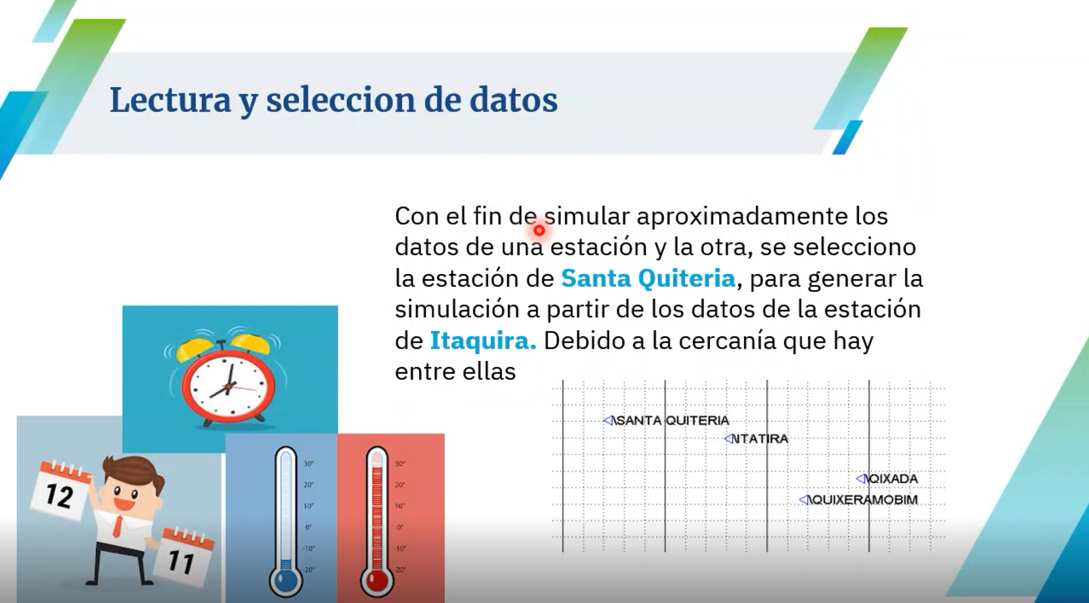 Lectura y seleccion de datos
Con el fin de simular aproximadamente los
datos de una estación y la otra, se selecciono
la estación de Santa Quiteria, para generar la
simulación a partir de los datos de la estación
de Itaquira. Debido a la cercanía que hay
entre ellas
SANTA QUITERIA
NTATIRA
QIXADA
QUIXERAMOBIM
12
11
30°
20°
10°
0°
-10°
-20°
30°
20°
10°
0°
-10°
-20°